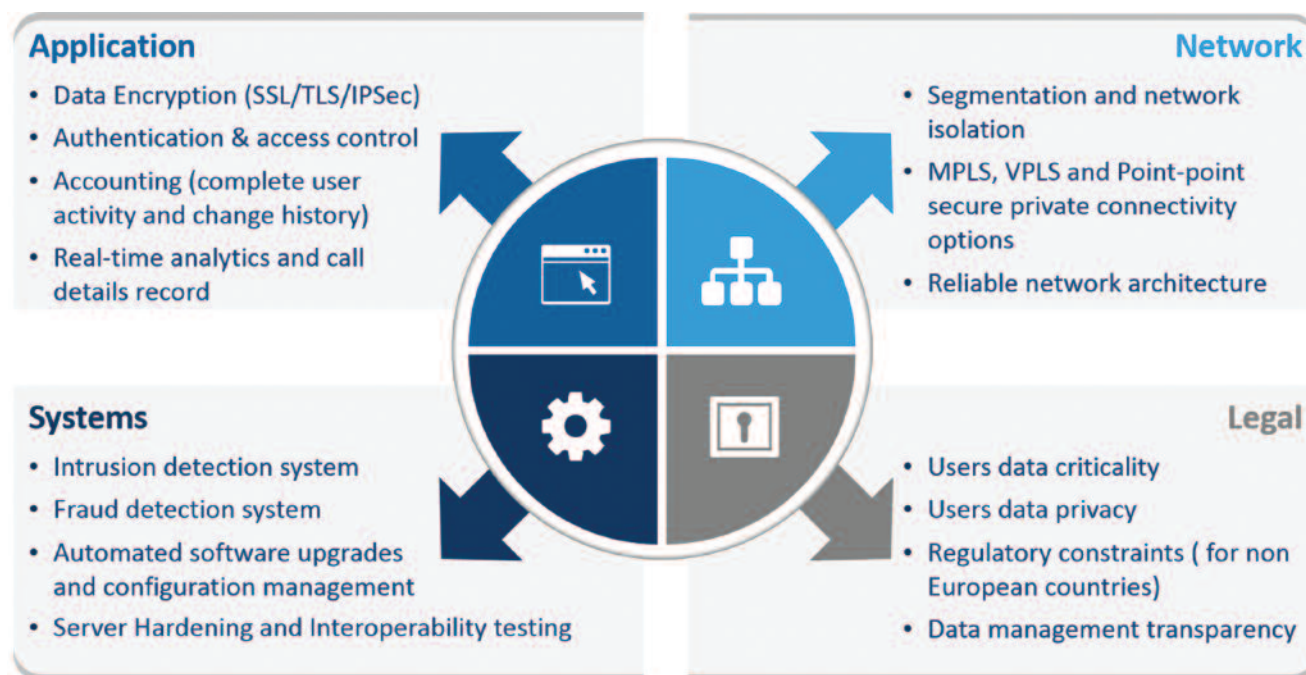 Application
• Data Encryption (SSL/TLS/IPSec)
• Authentication & access control
• Accounting (complete user
activity and change history)
• Real-time analytics and call
details record
Network
• Segmentation and network
isolation
• MPLS, VPLS and Point-point
secure private connectivity
options
• Reliable network architecture
Systems
• Intrusion detection system
• Fraud detection system
• Automated software upgrades
and configuration management
• Server Hardening and Interoperability testing
Legal
• Users data criticality
• Users data privacy
• Regulatory constraints ( for non
European countries)
• Data management transparency